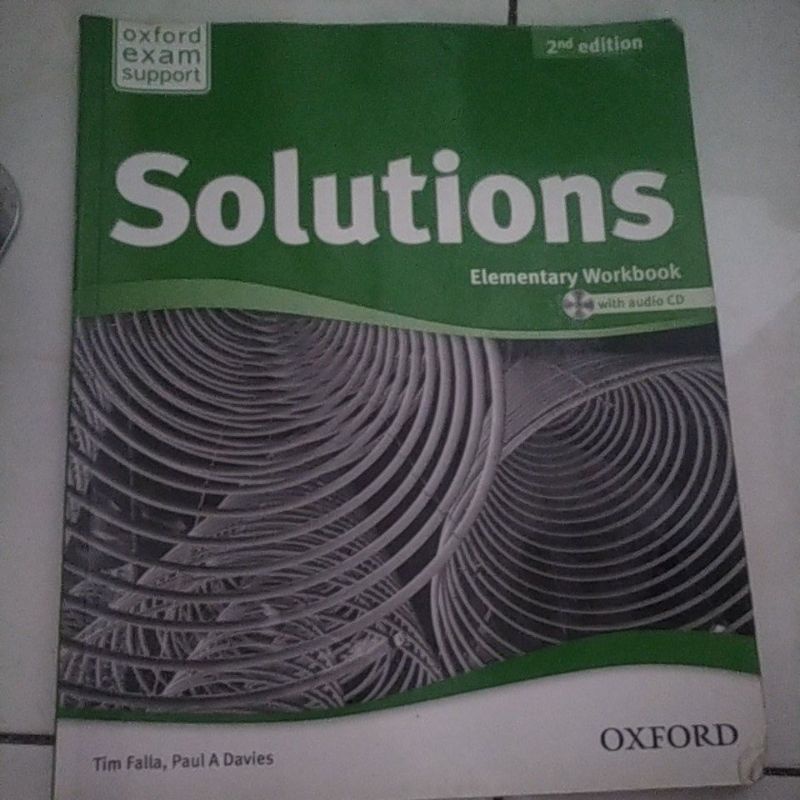 oxford
exam
support
2nd edition
Solutions
Elementary Workbook
with audio CD
Tim Falla, Paul A Davies
OXFORD